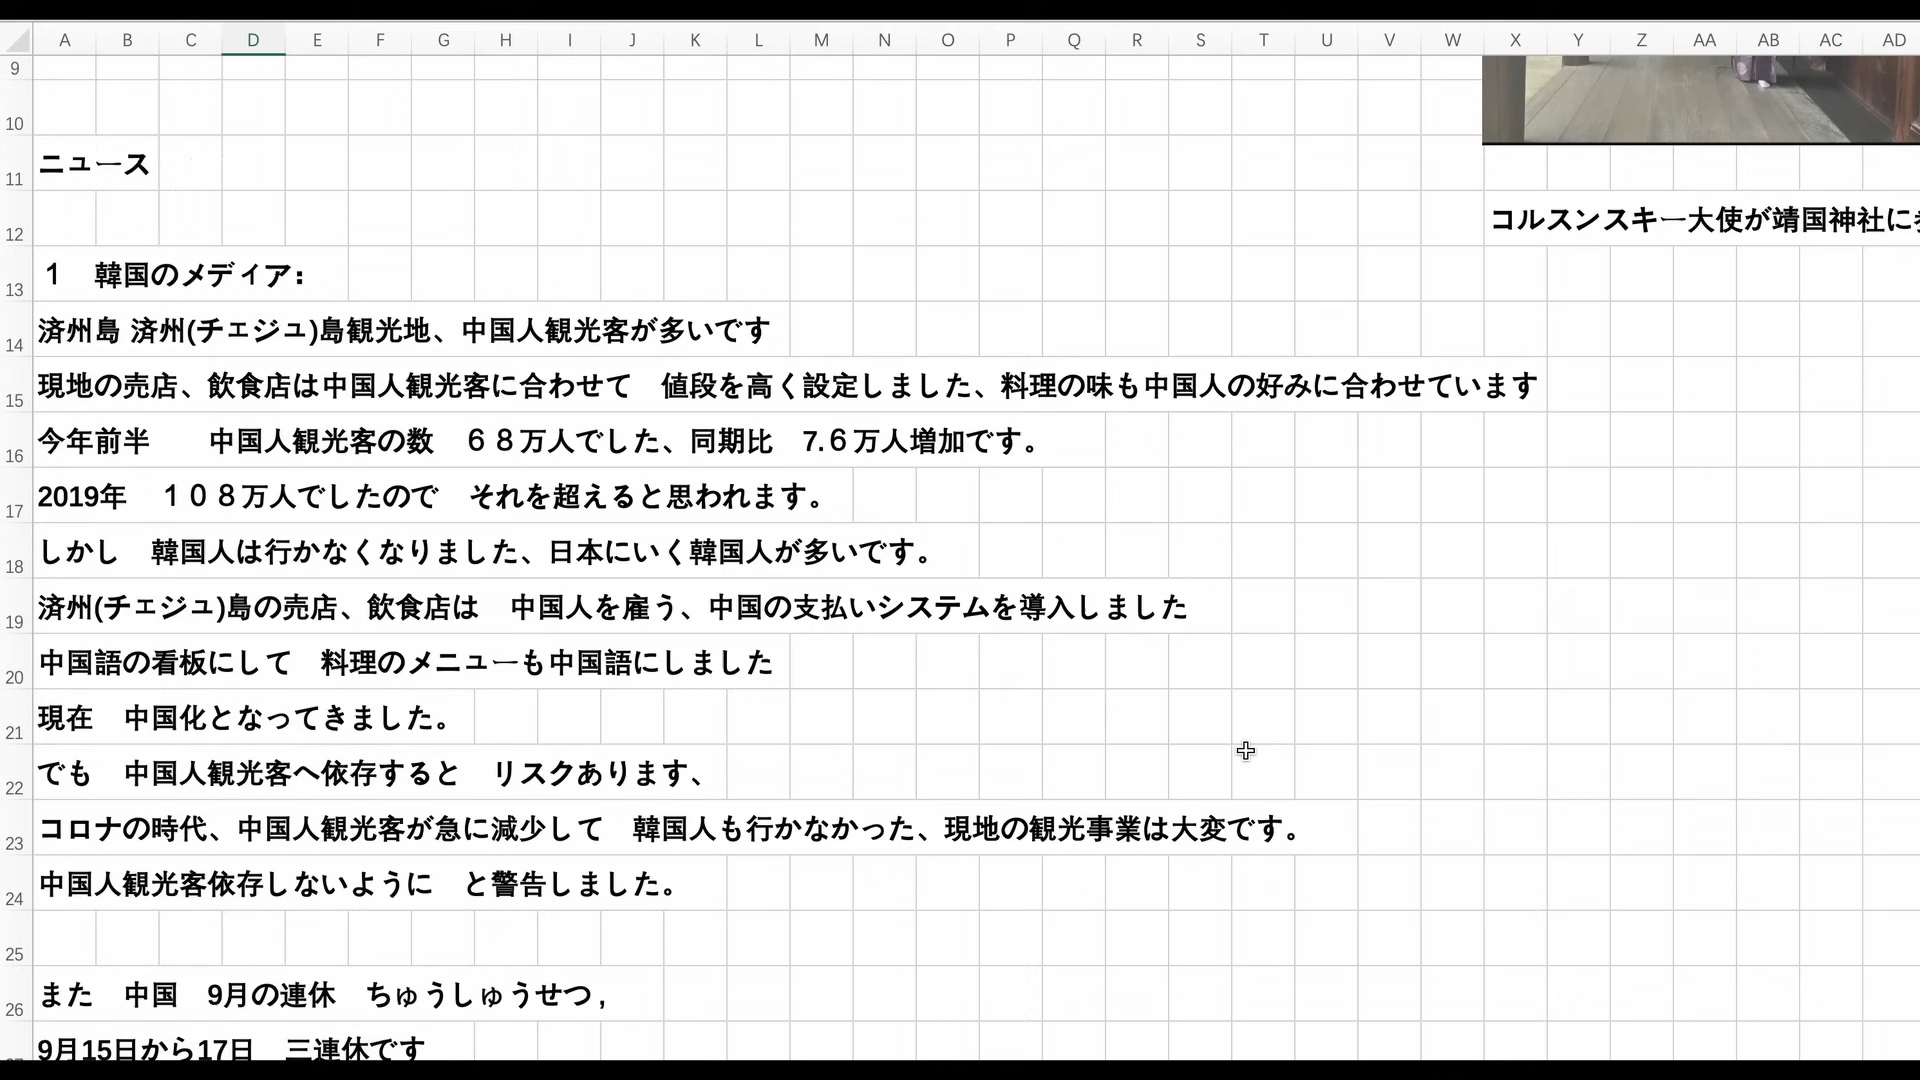 A B C D E F G H I J K L M N O P Q R S T U V W X Y Z AA AB AC AD
9
10
11 ニュース
12 コルスンスキー大使が靖国神社に
13 １　韓国のメディア：
14 済州島 済州(チェジュ)島観光地、中国人観光客が多いです
15 現地の売店、飲食店は中国人観光客に合わせて　値段を高く設定しました、料理の味も中国人の好みに合わせています
16 今年前半　　中国人観光客の数　６８万人でした、同期比　7.６万人増加です。
17 2019年　１０８万人でしたので　それを超えると思われます。
18 しかし　韓国人は行かなくなりました、日本にいく韓国人が多いです。
19 済州(チェジュ)島の売店、飲食店は　中国人を雇う、中国の支払いシステムを導入しました
20 中国語の看板にして　料理のメニューも中国語にしました
21 現在　中国化となってきました。
22 でも　中国人観光客へ依存すると　リスクあります、
23 コロナの時代、中国人観光客が急に減少して　韓国人も行かなかった、現地の観光事業は大変です。
24 中国人観光客依存しないように　と警告しました。
25
26 また　中国　9月の連休　ちゅうしゅうせつ，
9月15日から17日　三連休です